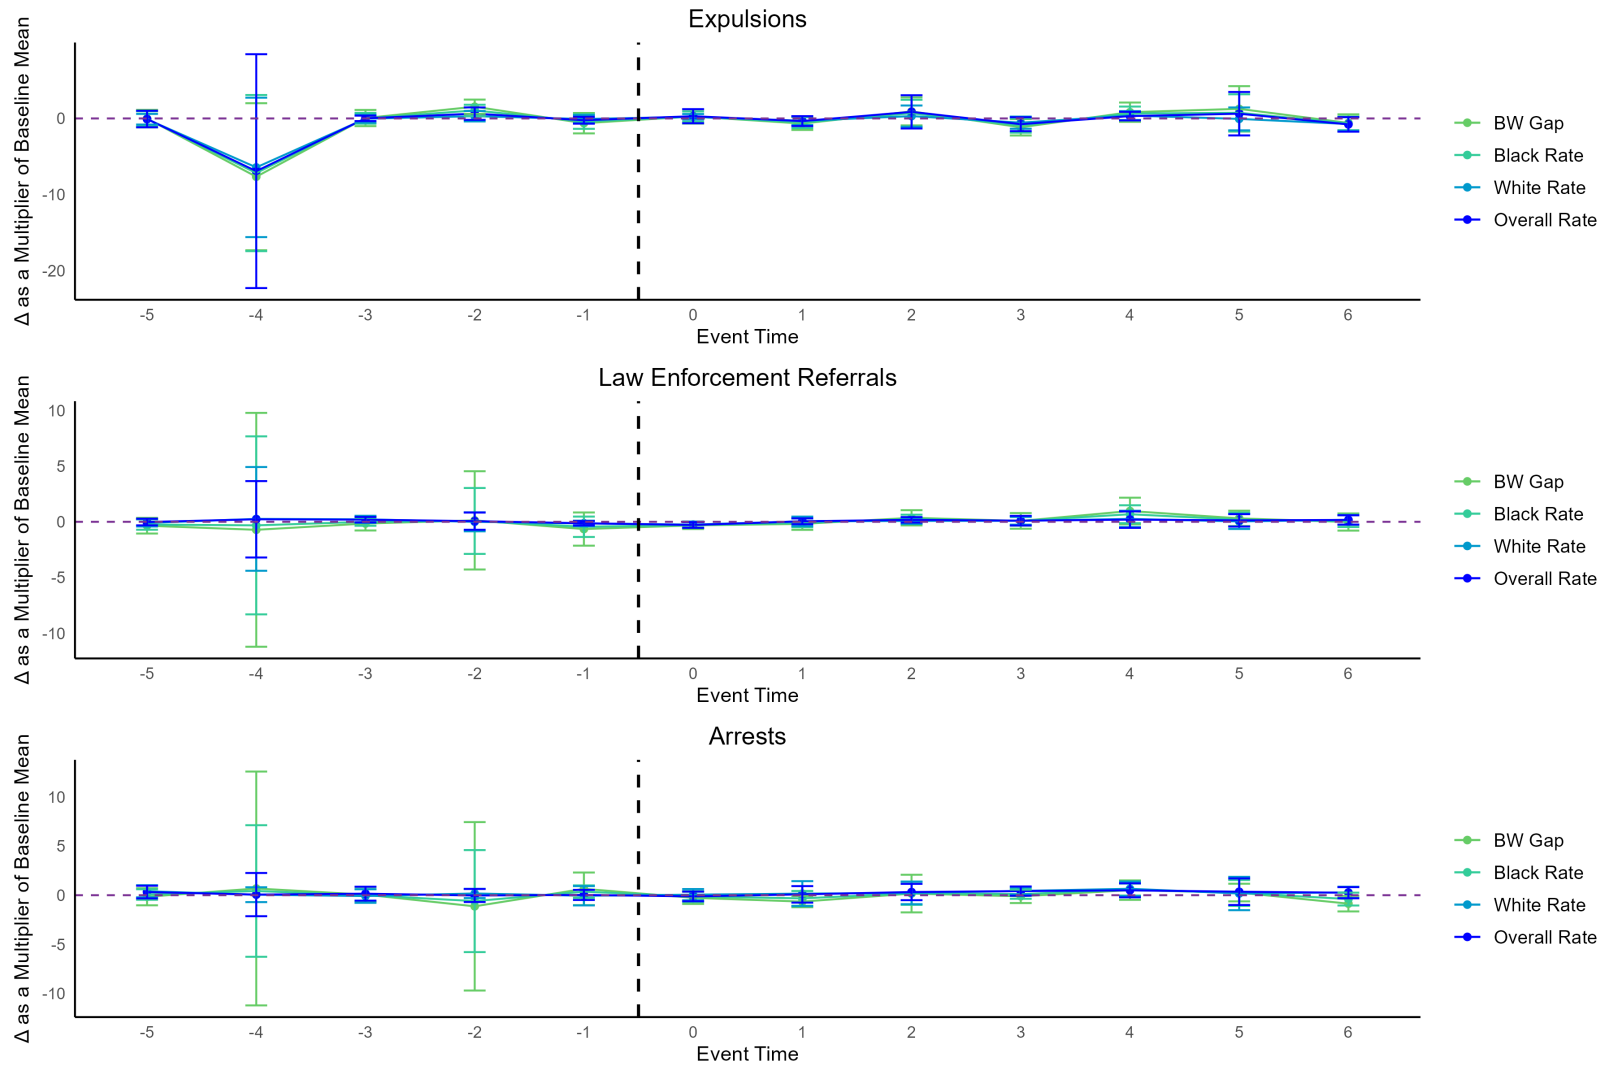 Expulsions
Δ as a Multiplier of Baseline Mean
0
-10
-20
-5 -4 -3 -2 -1 0 1 2 3 4 5 6
Event Time
BW Gap
Black Rate
White Rate
Overall Rate
Law Enforcement Referrals
Δ as a Multiplier of Baseline Mean
10
5
0
-5
-10
-5 -4 -3 -2 -1 0 1 2 3 4 5 6
Event Time
BW Gap
Black Rate
White Rate
Overall Rate
Arrests
Δ as a Multiplier of Baseline Mean
10
5
0
-5
-10
-5 -4 -3 -2 -1 0 1 2 3 4 5 6
Event Time
BW Gap
Black Rate
White Rate
Overall Rate